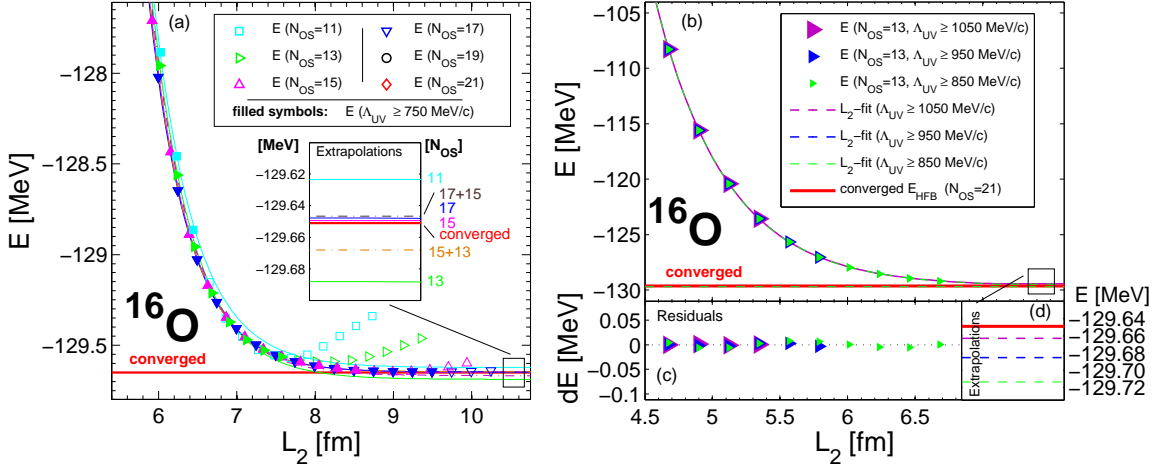 (a)
E (N_OS=11)
E (N_OS=17)
E (N_OS=13)
E (N_OS=19)
E (N_OS=15)
E (N_OS=21)
filled symbols: E (Λ_UV ≥ 750 MeV/c)
[MeV]
Extrapolations
[N_OS]
−129.62
−129.64
−129.66
−129.68
11
17+15
17
15
converged
15+13
13
−128
−128.5
−129
−129.5
E [MeV]
16O
converged
6
7
8
9
10
L2 [fm]
(b)
E (N_OS=13, Λ_UV ≥ 1050 MeV/c)
E (N_OS=13, Λ_UV ≥ 950 MeV/c)
E (N_OS=13, Λ_UV ≥ 850 MeV/c)
L2−fit (Λ_UV ≥ 1050 MeV/c)
L2−fit (Λ_UV ≥ 950 MeV/c)
L2−fit (Λ_UV ≥ 850 MeV/c)
converged E_HFB (N_OS=21)
−105
−110
−115
−120
−125
−130
E [MeV]
16O
converged
Residuals
(c)
0.05
0
−0.05
−0.1
dE [MeV]
4.5
5
5.5
6
6.5
L2 [fm]
(d)
Extrapolations
E [MeV]
−129.64
−129.66
−129.68
−129.70
−129.72